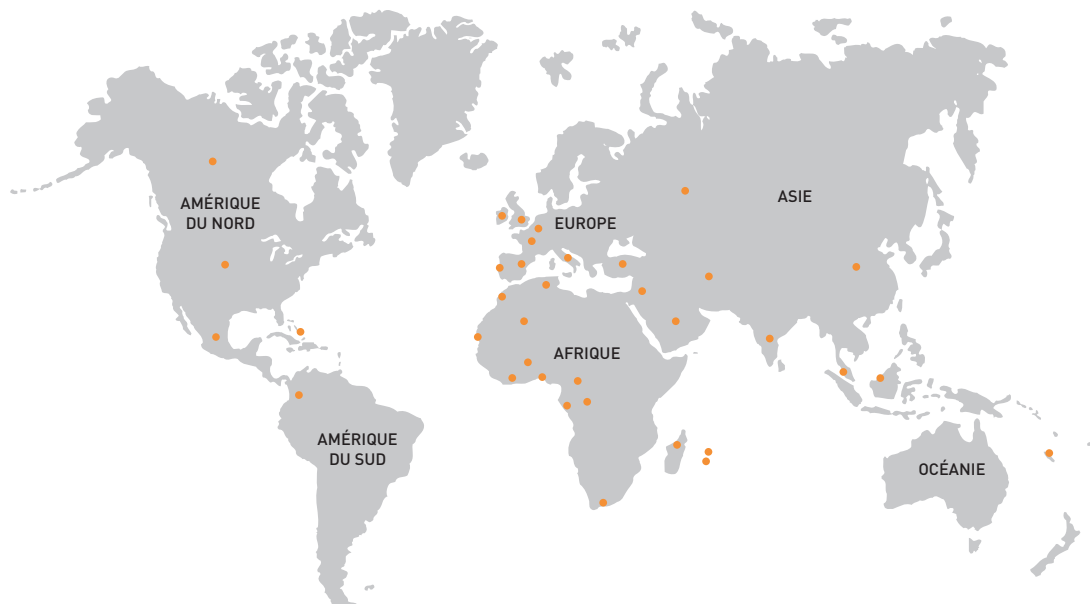 AMÉRIQUE
DU NORD
EUROPE
ASIE
AFRIQUE
AMÉRIQUE
DU SUD
OCÉANIE